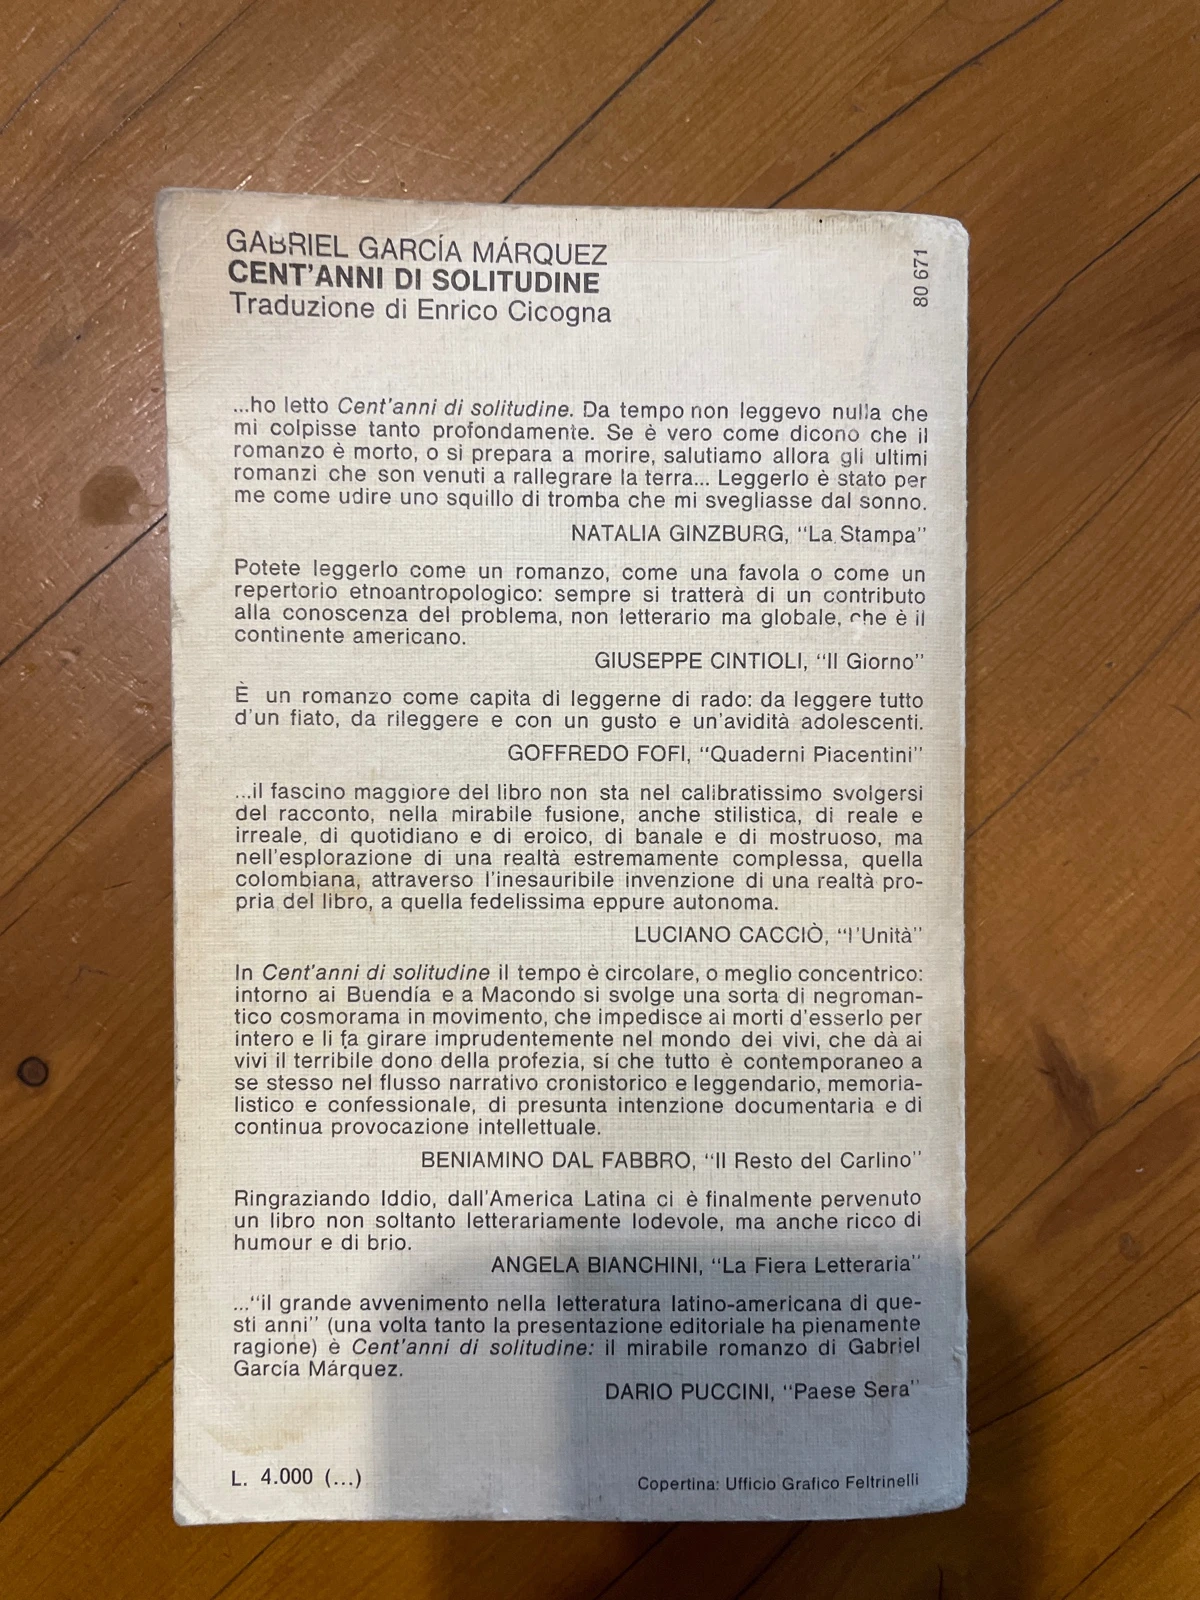 GABRIEL GARCÍA MÁRQUEZ
CENT'ANNI DI SOLITUDINE
Traduzione di Enrico Cicogna
80 671
...ho letto Cent'anni di solitudine. Da tempo non leggevo nulla che
mi colpisse tanto profondamente. Se è vero come dicono che il
romanzo è morto, o si prepara a morire, salutiamo allora gli ultimi
romanzi che son venuti a rallegrare la terra... Leggerlo è stato per
me come udire uno squillo di tromba che mi svegliasse dal sonno.
NATALIA GINZBURG, "La Stampa"
Potete leggerlo come un romanzo, come una favola o come un
repertorio etnoantropologico: sempre si tratterà di un contributo
alla conoscenza del problema, non letterario ma globale, che è il
continente americano.
GIUSEPPE CINTIOLI, "Il Giorno"
È un romanzo come capita di leggerne di rado: da leggere tutto
d'un fiato, da rileggere e con un gusto e un'avidità adolescenti.
GOFFREDO FOFI, "Quaderni Piacentini"
...il fascino maggiore del libro non sta nel calibratissimo svolgersi
del racconto, nella mirabile fusione, anche stilistica, di reale e
irreale, di quotidiano e di eroico, di banale e di mostruoso, ma
nell'esplorazione di una realtà estremamente complessa, quella
colombiana, attraverso l'inesauribile invenzione di una realtà pro-
pria del libro, a quella fedelissima eppure autonoma.
LUCIANO CACCIÒ, "l'Unità"
In Cent'anni di solitudine il tempo è circolare, o meglio concentrico:
intorno ai Buendía e a Macondo si svolge una sorta di negroman-
tico cosmorama in movimento, che impedisce ai morti d'esserlo per
intero e li fa girare imprudentemente nel mondo dei vivi, che dà ai
vivi il terribile dono della profezia, sí che tutto è contemporaneo a
se stesso nel flusso narrativo cronistorico e leggendario, memoria-
listico e confessionale, di presunta intenzione documentaria e di
continua provocazione intellettuale.
BENIAMINO DAL FABBRO, "Il Resto del Carlino"
Ringraziando Iddio, dall'America Latina ci è finalmente pervenuto
un libro non soltanto letterariamente lodevole, ma anche ricco di
humour e di brio.
ANGELA BIANCHINI, "La Fiera Letteraria"
..."il grande avvenimento nella letteratura latino-americana di que-
sti anni" (una volta tanto la presentazione editoriale ha pienamente
ragione) è Cent'anni di solitudine: il mirabile romanzo di Gabriel
García Márquez.
DARIO PUCCINI, "Paese Sera"
L. 4.000 (...)
Copertina: Ufficio Grafico Feltrinelli